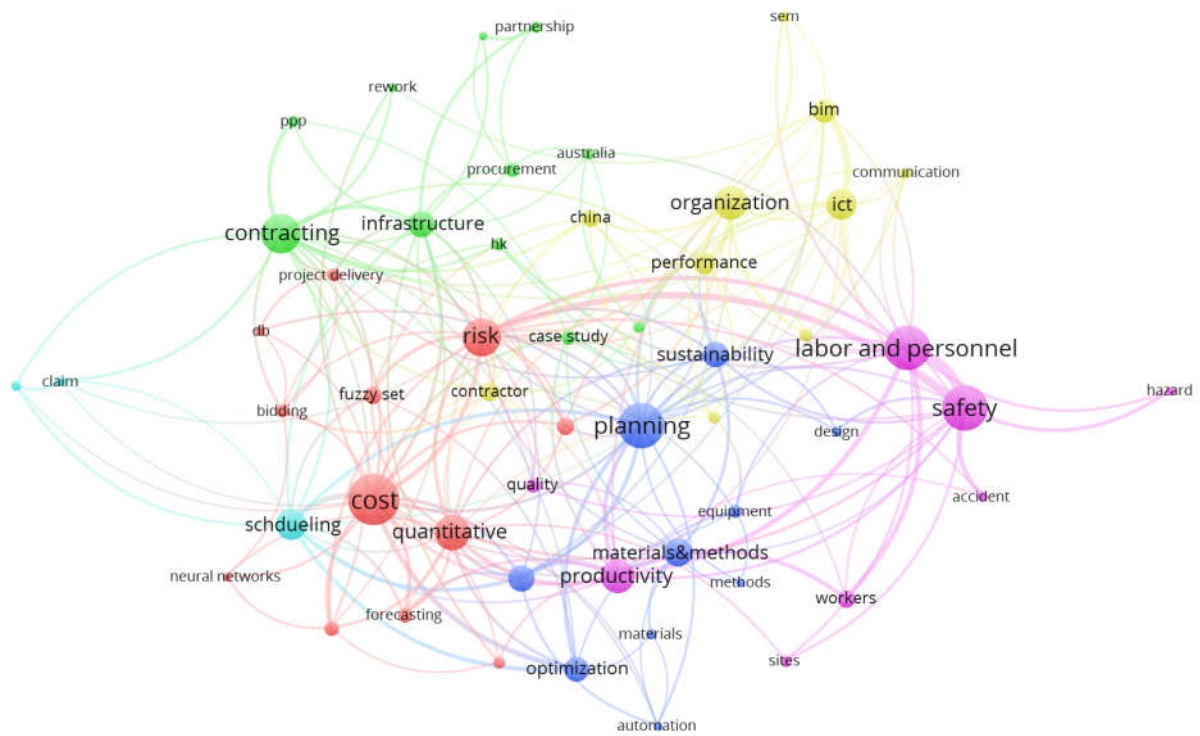 sem
partnership
rework
bim
ppp
australia
procurement
communication
organization
ict
china
infrastructure
contracting
hk
performance
project delivery
db
risk
case study
labor and personnel
sustainability
claim
fuzzy set
contractor
hazard
bidding
safety
planning
design
quality
accident
cost
equipment
schdueling
quantitative
materials&methods
neural networks
productivity
methods
workers
forecasting
materials
sites
optimization
automation